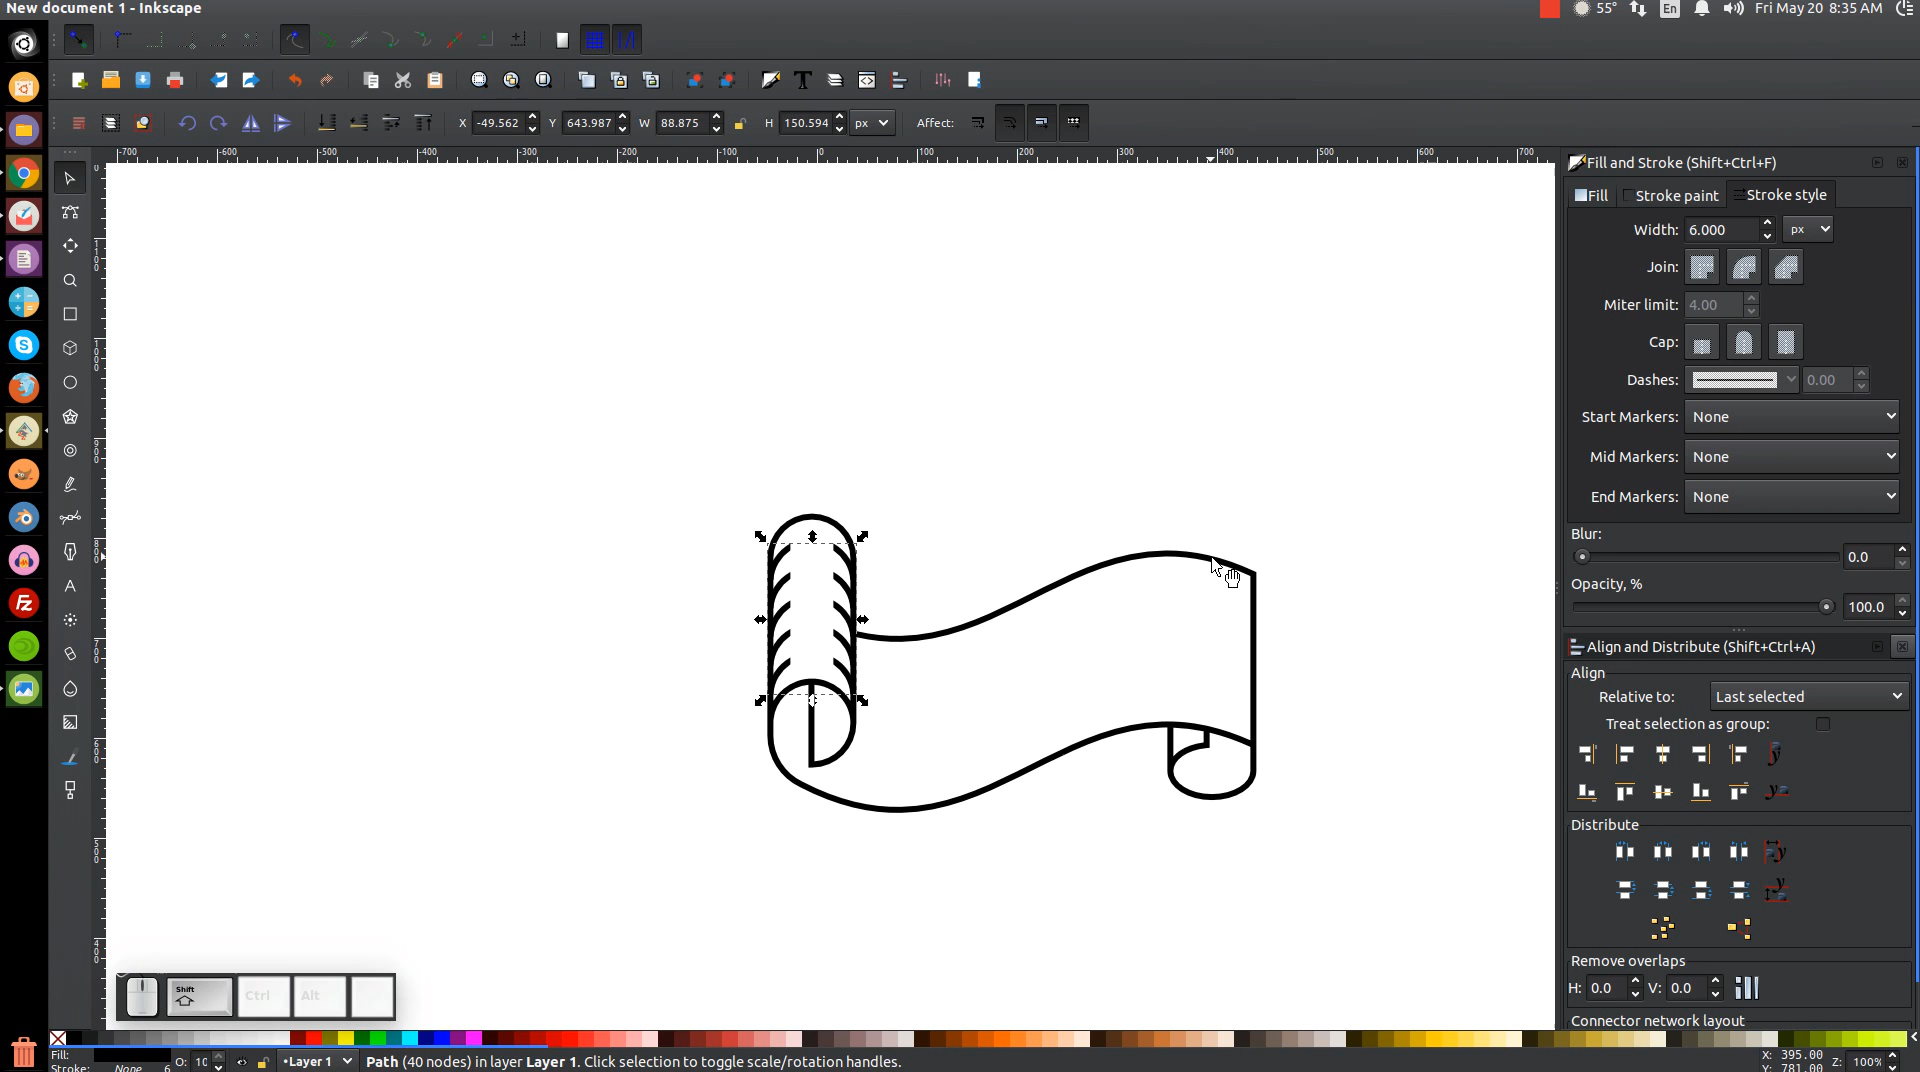 New document 1 - Inkscape
55° En Fri May 20 8:35 AM
X -49.562 Y 643.987 W 88.875 H 150.594 px Affect:
-700 -600 -500 -400 -300 -200 -100 0 100 200 300 400 500 600 700
Fill and Stroke (Shift+Ctrl+F)
Fill Stroke paint Stroke style
Width: 6.000 px
Join:
Miter limit: 4.00
Cap:
Dashes: 0.00
Start Markers: None
Mid Markers: None
End Markers: None
Blur:
0.0
Opacity, %
100.0
Align and Distribute (Shift+Ctrl+A)
Align
Relative to: Last selected
Treat selection as group:
Distribute
Remove overlaps
H: 0.0 V: 0.0
Connector network layout
Shift Ctrl Alt
Fill: O: 10 •Layer 1 Path (40 nodes) in layer Layer 1. Click selection to toggle scale/rotation handles. X: 395.00 Z: 100%
Stroke: None 6 Y: 781.00